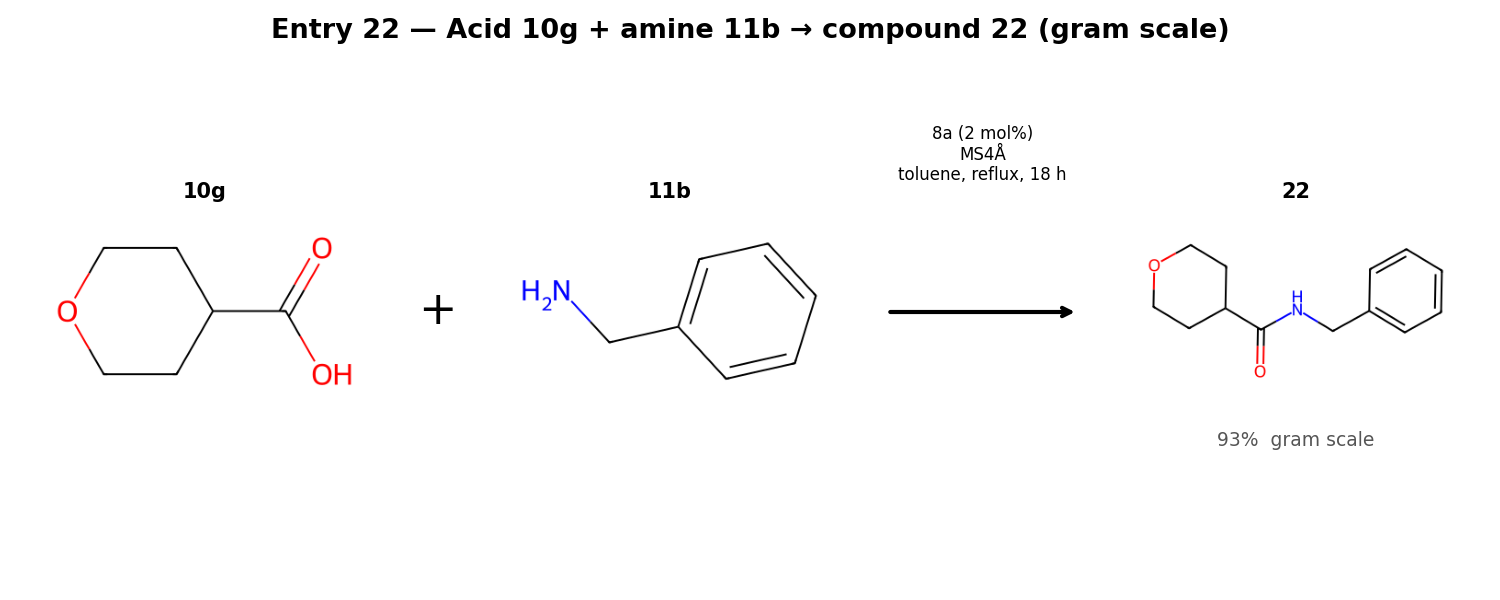 Entry 22 — Acid 10g + amine 11b → compound 22 (gram scale)
8a (2 mol%)
MS4Å
toluene, reflux, 18 h
10g
11b
22
O
O
OH
+
H₂N
O
H
N
O
93%  gram scale